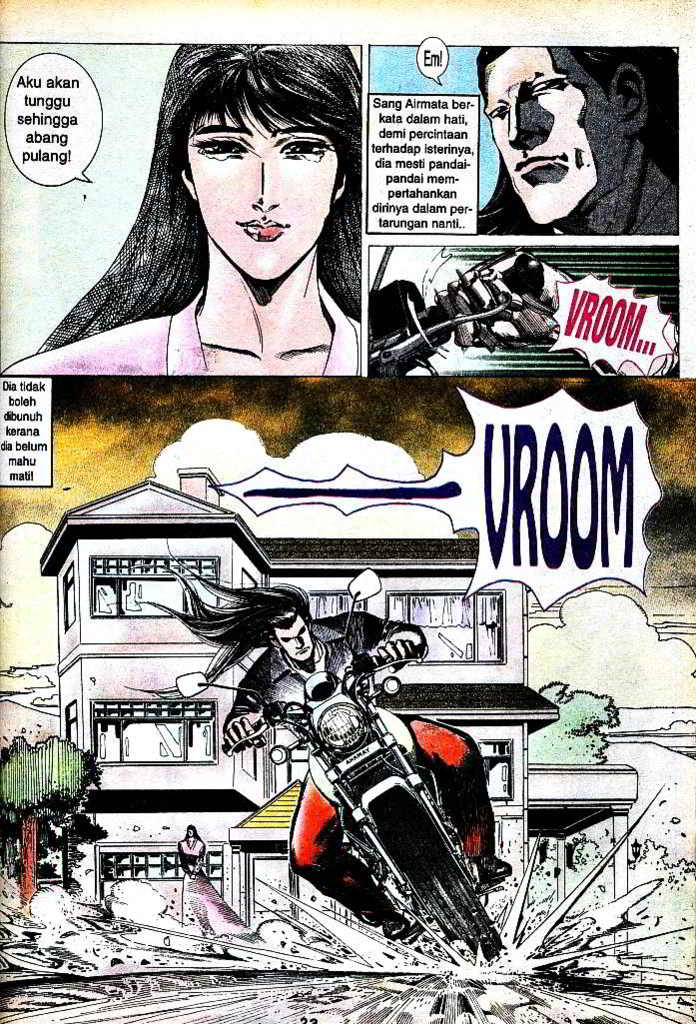 Aku akan
tunggu
sehingga
abang
pulang!
Em!
Sang Airmata ber-
kata dalam hati,
demi percintaan
terhadap isterinya,
dia mesti pandai-
pandai mem-
pertahankan
dirinya dalam per-
tarungan nanti..
VROOM...
Dia tidak
boleh
dibunuh
kerana
dia belum
mahu
mati!
VROOM